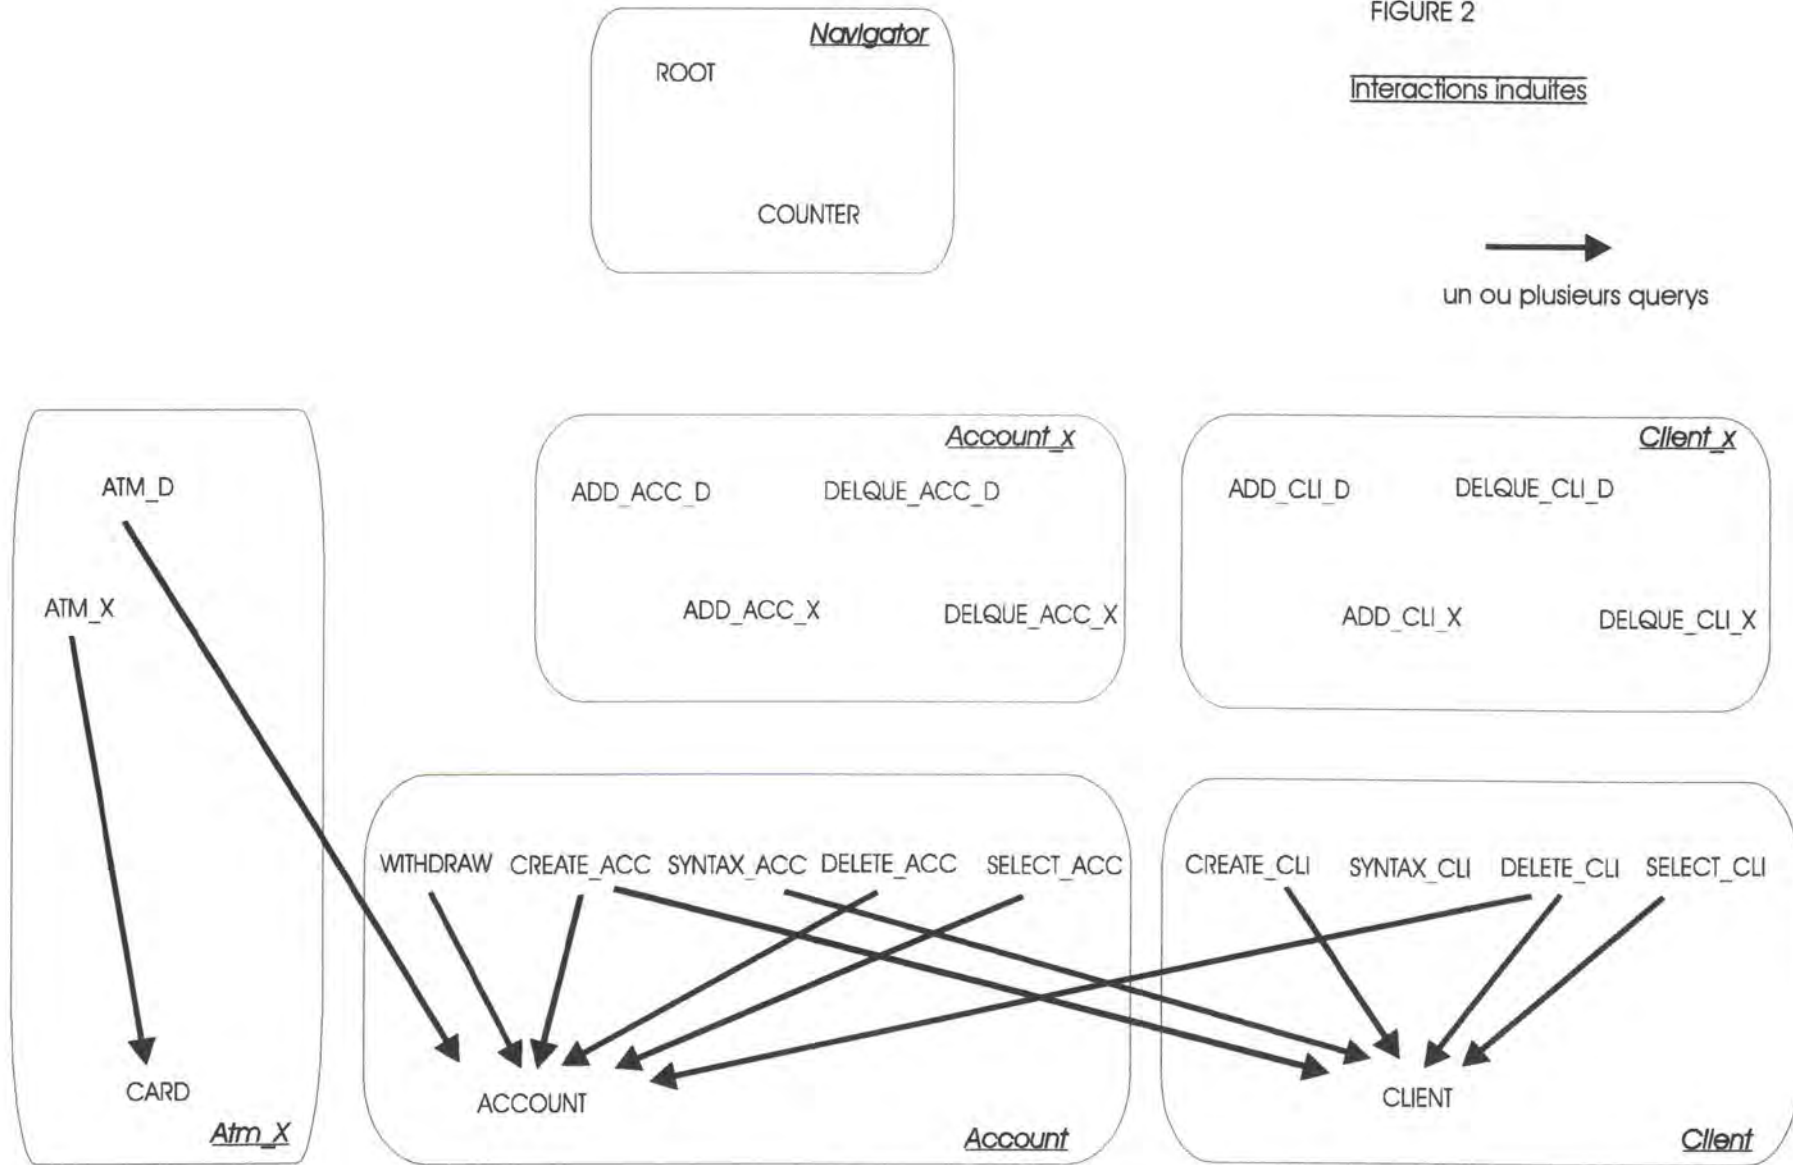 FIGURE 2
Navigator
ROOT
Interactions induites
COUNTER
un ou plusieurs querys
Account_x
Client_x
ATM_D
ADD_ACC_D DELQUE_ACC_D
ADD_CLI_D DELQUE_CLI_D
ATM_X
ADD_ACC_X DELQUE_ACC_X
ADD_CLI_X DELQUE_CLI_X
WITHDRAW CREATE_ACC SYNTAX_ACC DELETE_ACC SELECT_ACC
CREATE_CLI SYNTAX_CLI DELETE_CLI SELECT_CLI
CARD
ACCOUNT
CLIENT
Atm_X
Account
Client